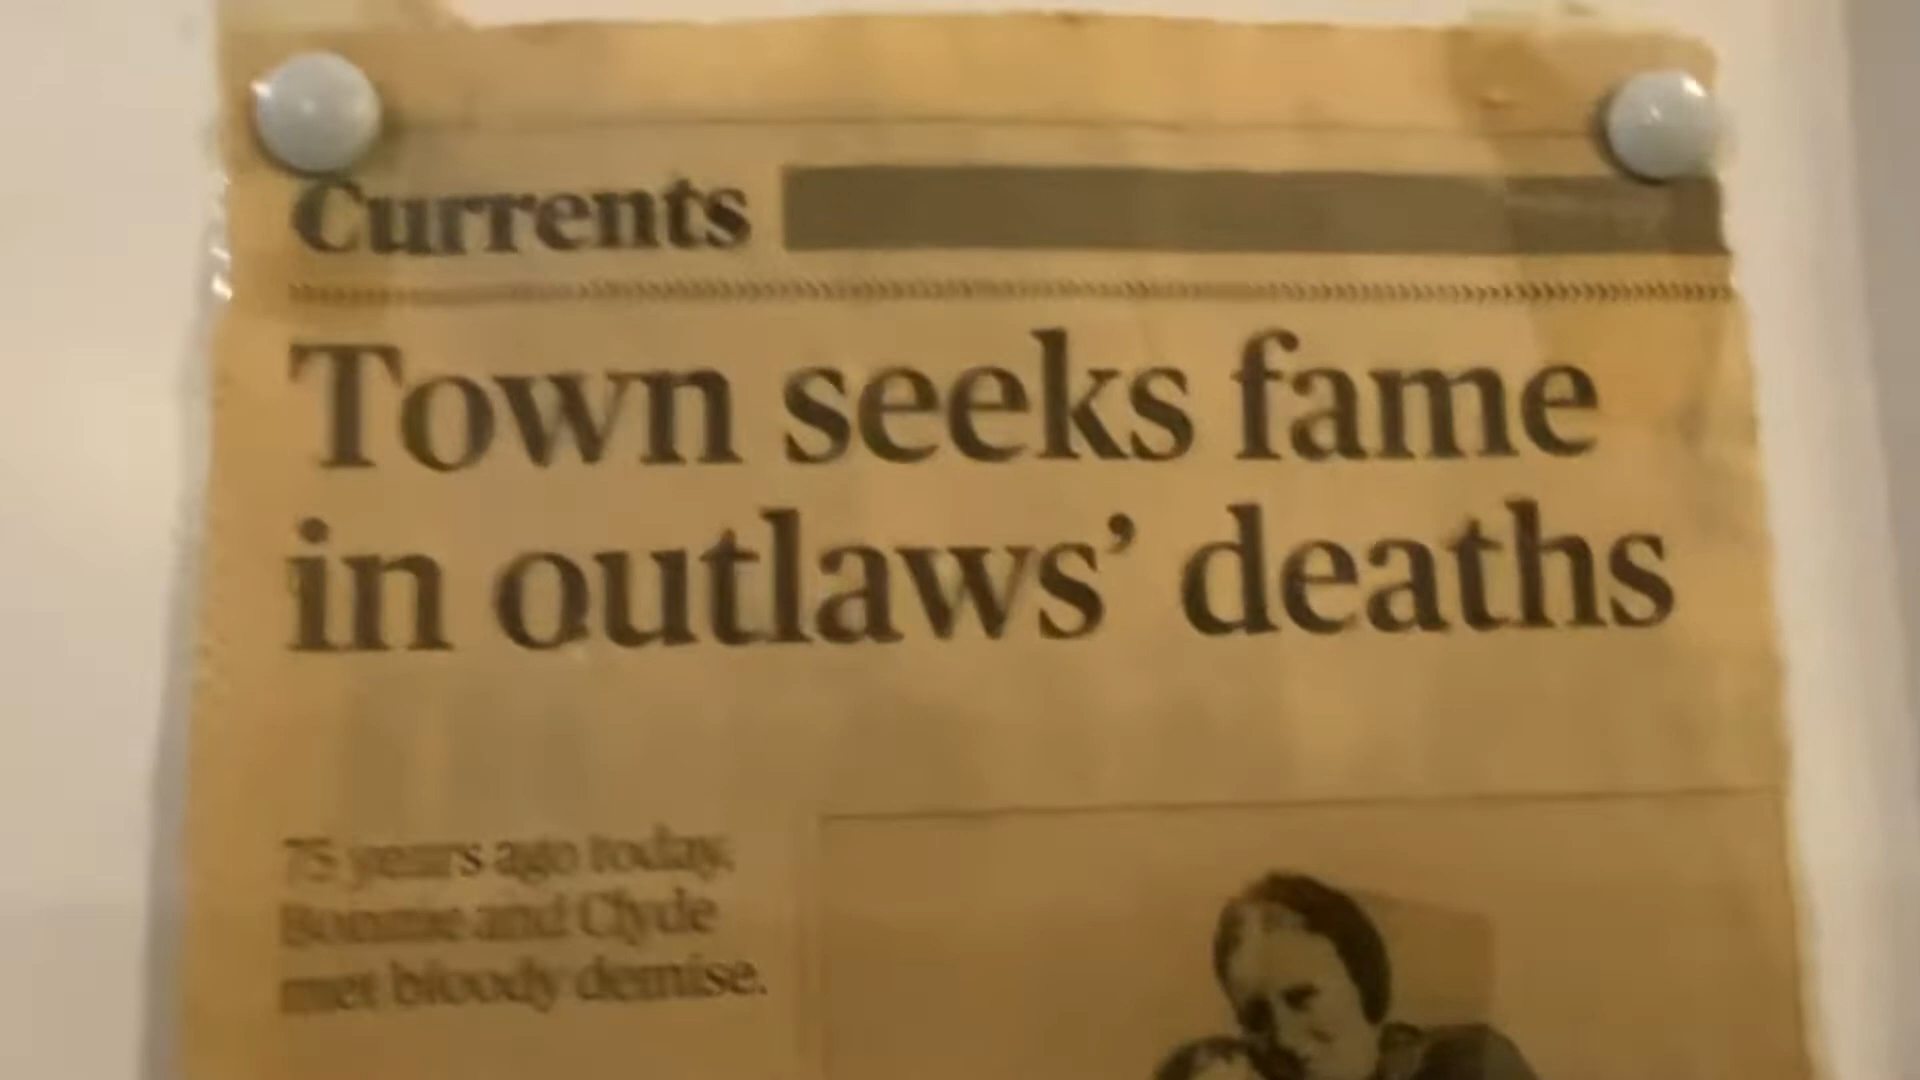 Currents
Town seeks fame
in outlaws’ deaths
75 years ago today,
Bonnie and Clyde
met bloody demise.